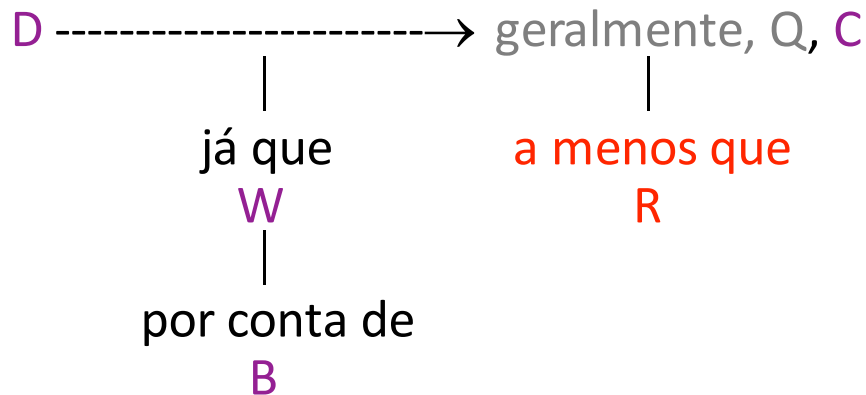 D geralmente, Q, C
já que a menos que
W R
por conta de
B